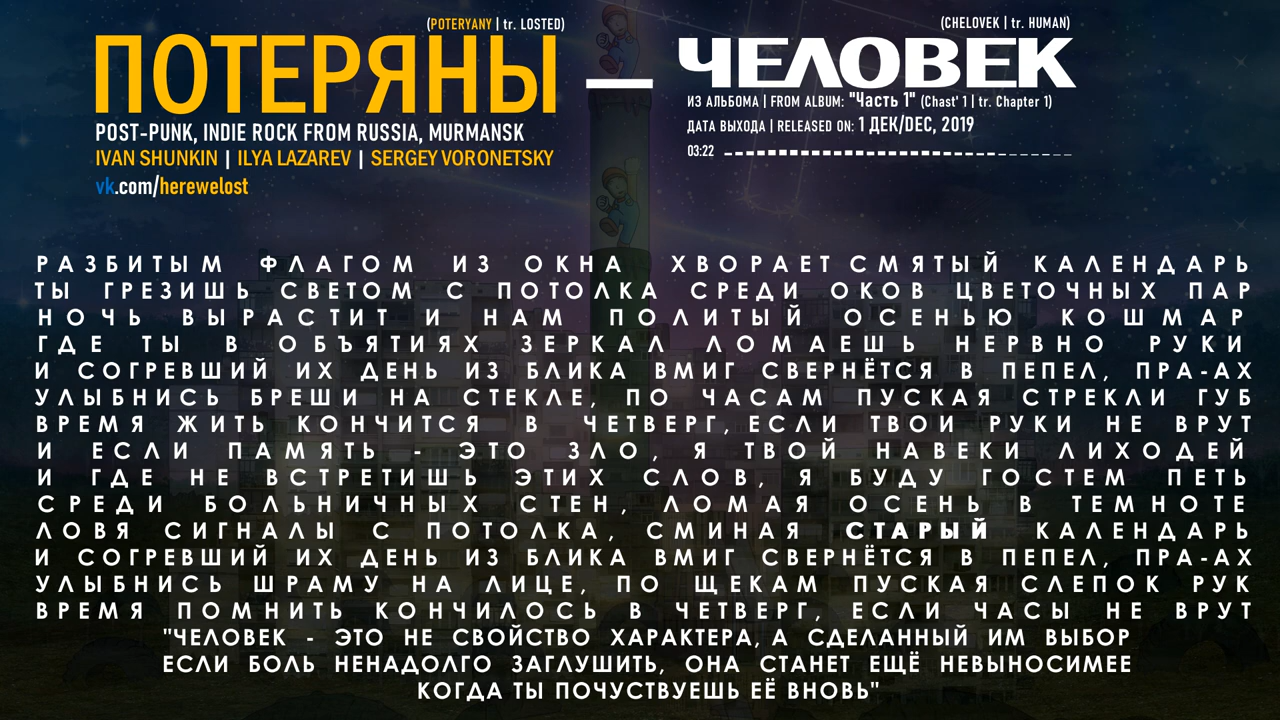 (POTERYANY | tr. LOSTED)
ПОТЕРЯНЫ — ЧЕЛОВЕК
(CHELOVEK | tr. HUMAN)
POST-PUNK, INDIE ROCK FROM RUSSIA, MURMANSK
IVAN SHUNKIN | ILYA LAZAREV | SERGEY VORONETSKY
vk.com/herewelost
ИЗ АЛЬБОМА | FROM ALBUM: "Часть 1" (Chast' 1 | tr. Chapter 1)
ДАТА ВЫХОДА | RELEASED ON: 1 ДЕК/DEC, 2019
03:22
РАЗБИТЫМ ФЛАГОМ ИЗ ОКНА ХВОРАЕТ СМЯТЫЙ КАЛЕНДАРЬ
ТЫ ГРЕЗИШЬ СВЕТОМ С ПОТОЛКА СРЕДИ ОКОВ ЦВЕТОЧНЫХ ПАР
НОЧЬ ВЫРАСТИТ И НАМ ПОЛИТЫЙ ОСЕНЬЮ КОШМАР
ГДЕ ТЫ В ОБЪЯТИЯХ ЗЕРКАЛ ЛОМАЕШЬ НЕРВНО РУКИ
И СОГРЕВШИЙ ИХ ДЕНЬ ИЗ БЛИКА ВМИГ СВЕРНЁТСЯ В ПЕПЕЛ, ПРА-АХ
УЛЫБНИСЬ БРЕШИ НА СТЕКЛЕ, ПО ЧАСАМ ПУСКАЯ СТРЕКЛИ ГУБ
ВРЕМЯ ЖИТЬ КОНЧИТСЯ В ЧЕТВЕРГ, ЕСЛИ ТВОИ РУКИ НЕ ВРУТ
И ЕСЛИ ПАМЯТЬ - ЭТО ЗЛО, Я ТВОЙ НАВЕКИ ЛИХОДЕЙ
И ГДЕ НЕ ВСТРЕТИШЬ ЭТИХ СЛОВ, Я БУДУ ГОСТЕМ ПЕТЬ
СРЕДИ БОЛЬНИЧНЫХ СТЕН, ЛОМАЯ ОСЕНЬ В ТЕМНОТЕ
ЛОВЯ СИГНАЛЫ С ПОТОЛКА, СМИНАЯ СТАРЫЙ КАЛЕНДАРЬ
И СОГРЕВШИЙ ИХ ДЕНЬ ИЗ БЛИКА ВМИГ СВЕРНЁТСЯ В ПЕПЕЛ, ПРА-АХ
УЛЫБНИСЬ ШРАМУ НА ЛИЦЕ, ПО ЩЕКАМ ПУСКАЯ СЛЕПОК РУК
ВРЕМЯ ПОМНИТЬ КОНЧИЛОСЬ В ЧЕТВЕРГ, ЕСЛИ ЧАСЫ НЕ ВРУТ
"ЧЕЛОВЕК - ЭТО НЕ СВОЙСТВО ХАРАКТЕРА, А СДЕЛАННЫЙ ИМ ВЫБОР
ЕСЛИ БОЛЬ НЕНАДОЛГО ЗАГЛУШИТЬ, ОНА СТАНЕТ ЕЩЁ НЕВЫНОСИМЕЕ
КОГДА ТЫ ПОЧУСТВУЕШЬ ЕЁ ВНОВЬ"